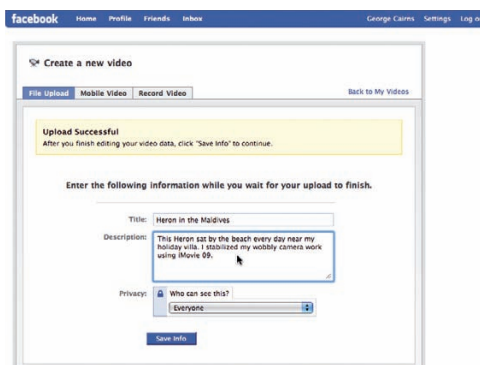 facebook Home Profile Friends Inbox George Cairns Settings Log
Create a new video
File Upload Mobile Video Record Video Back to My Videos
Upload Successful
After you finish editing your video data, click "Save Info" to continue.
Enter the following information while you wait for your upload to finish.
Title: Heron in the Maldives
Description: This Heron sat by the beach every day near my
holiday villa. I stabilized my wobbly camera work
using iMovie 09.
Privacy: Who can see this?
Everyone
Save Info